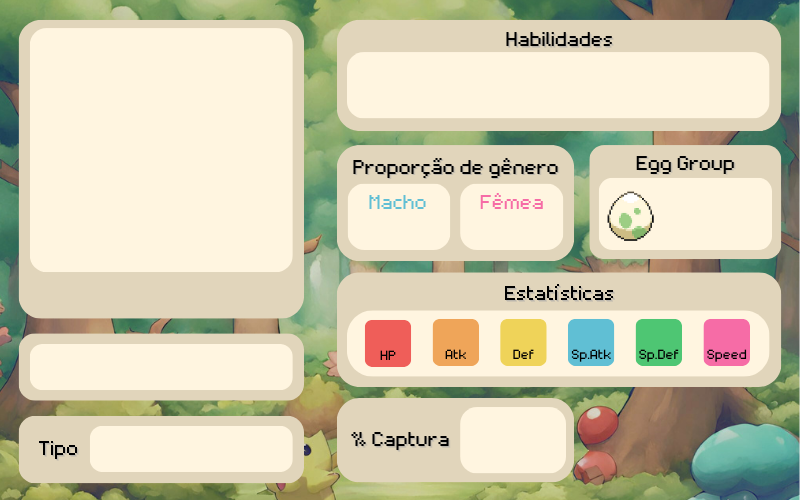 Habilidades
Proporção de gênero
Macho
Fêmea
Egg Group
Estatísticas
HP
Atk
Def
Sp.Atk
Sp.Def
Speed
Tipo
% Captura